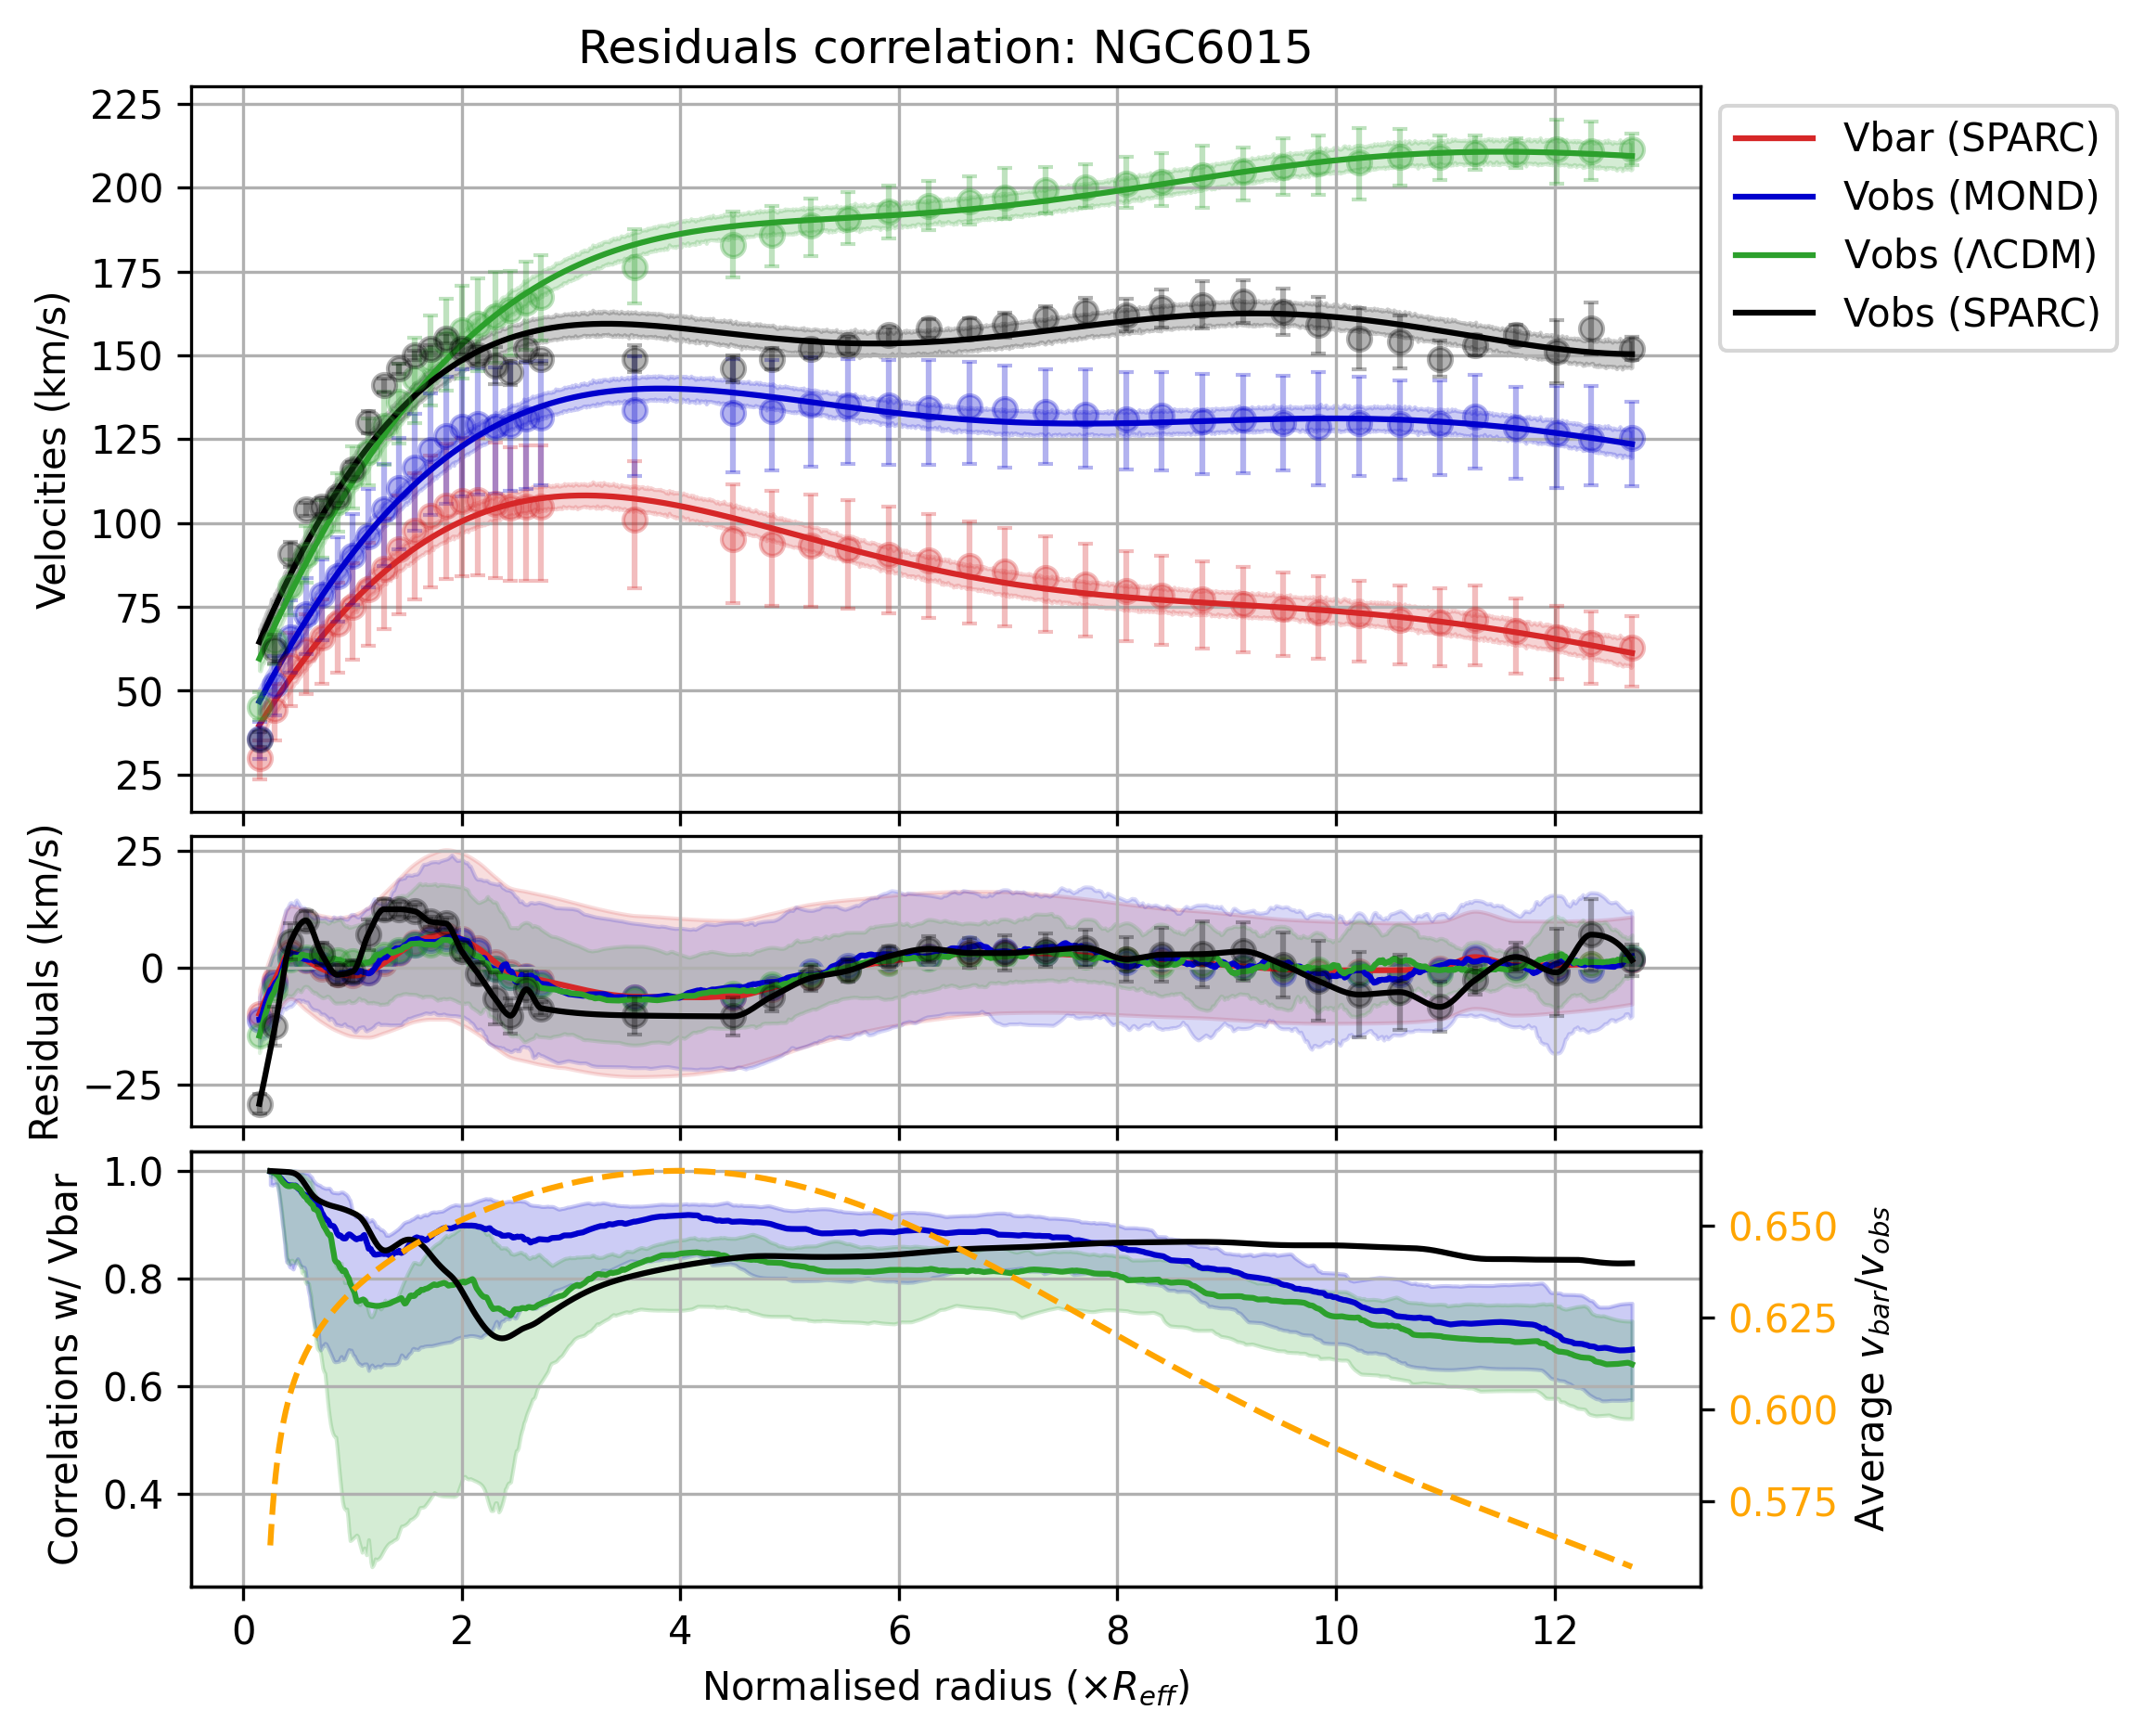 Residuals correlation: NGC6015
225
200
175
150
125
100
75
50
25
Velocities (km/s)
Vbar (SPARC)
Vobs (MOND)
Vobs (ΛCDM)
Vobs (SPARC)
25
0
−25
Residuals (km/s)
1.0
0.8
0.6
0.4
Correlations w/ Vbar
0.650
0.625
0.600
0.575
Average v_bar/v_obs
0 2 4 6 8 10 12
Normalised radius (×R_eff)